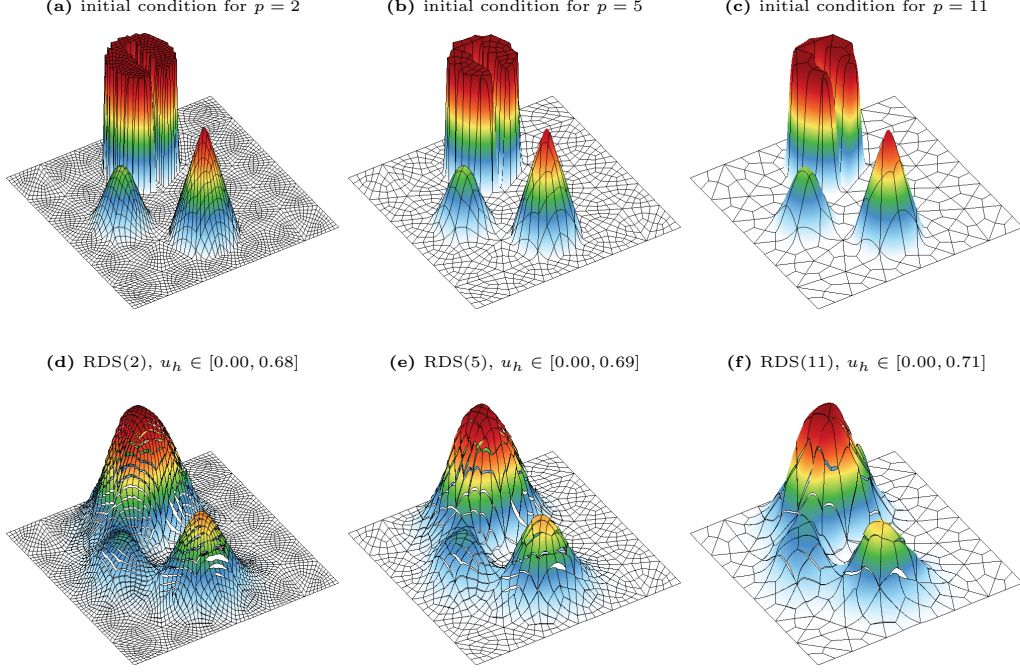 (a) initial condition for p = 2
(b) initial condition for p = 5
(c) initial condition for p = 11
(d) RDS(2), u_h ∈ [0.00, 0.68]
(e) RDS(5), u_h ∈ [0.00, 0.69]
(f) RDS(11), u_h ∈ [0.00, 0.71]